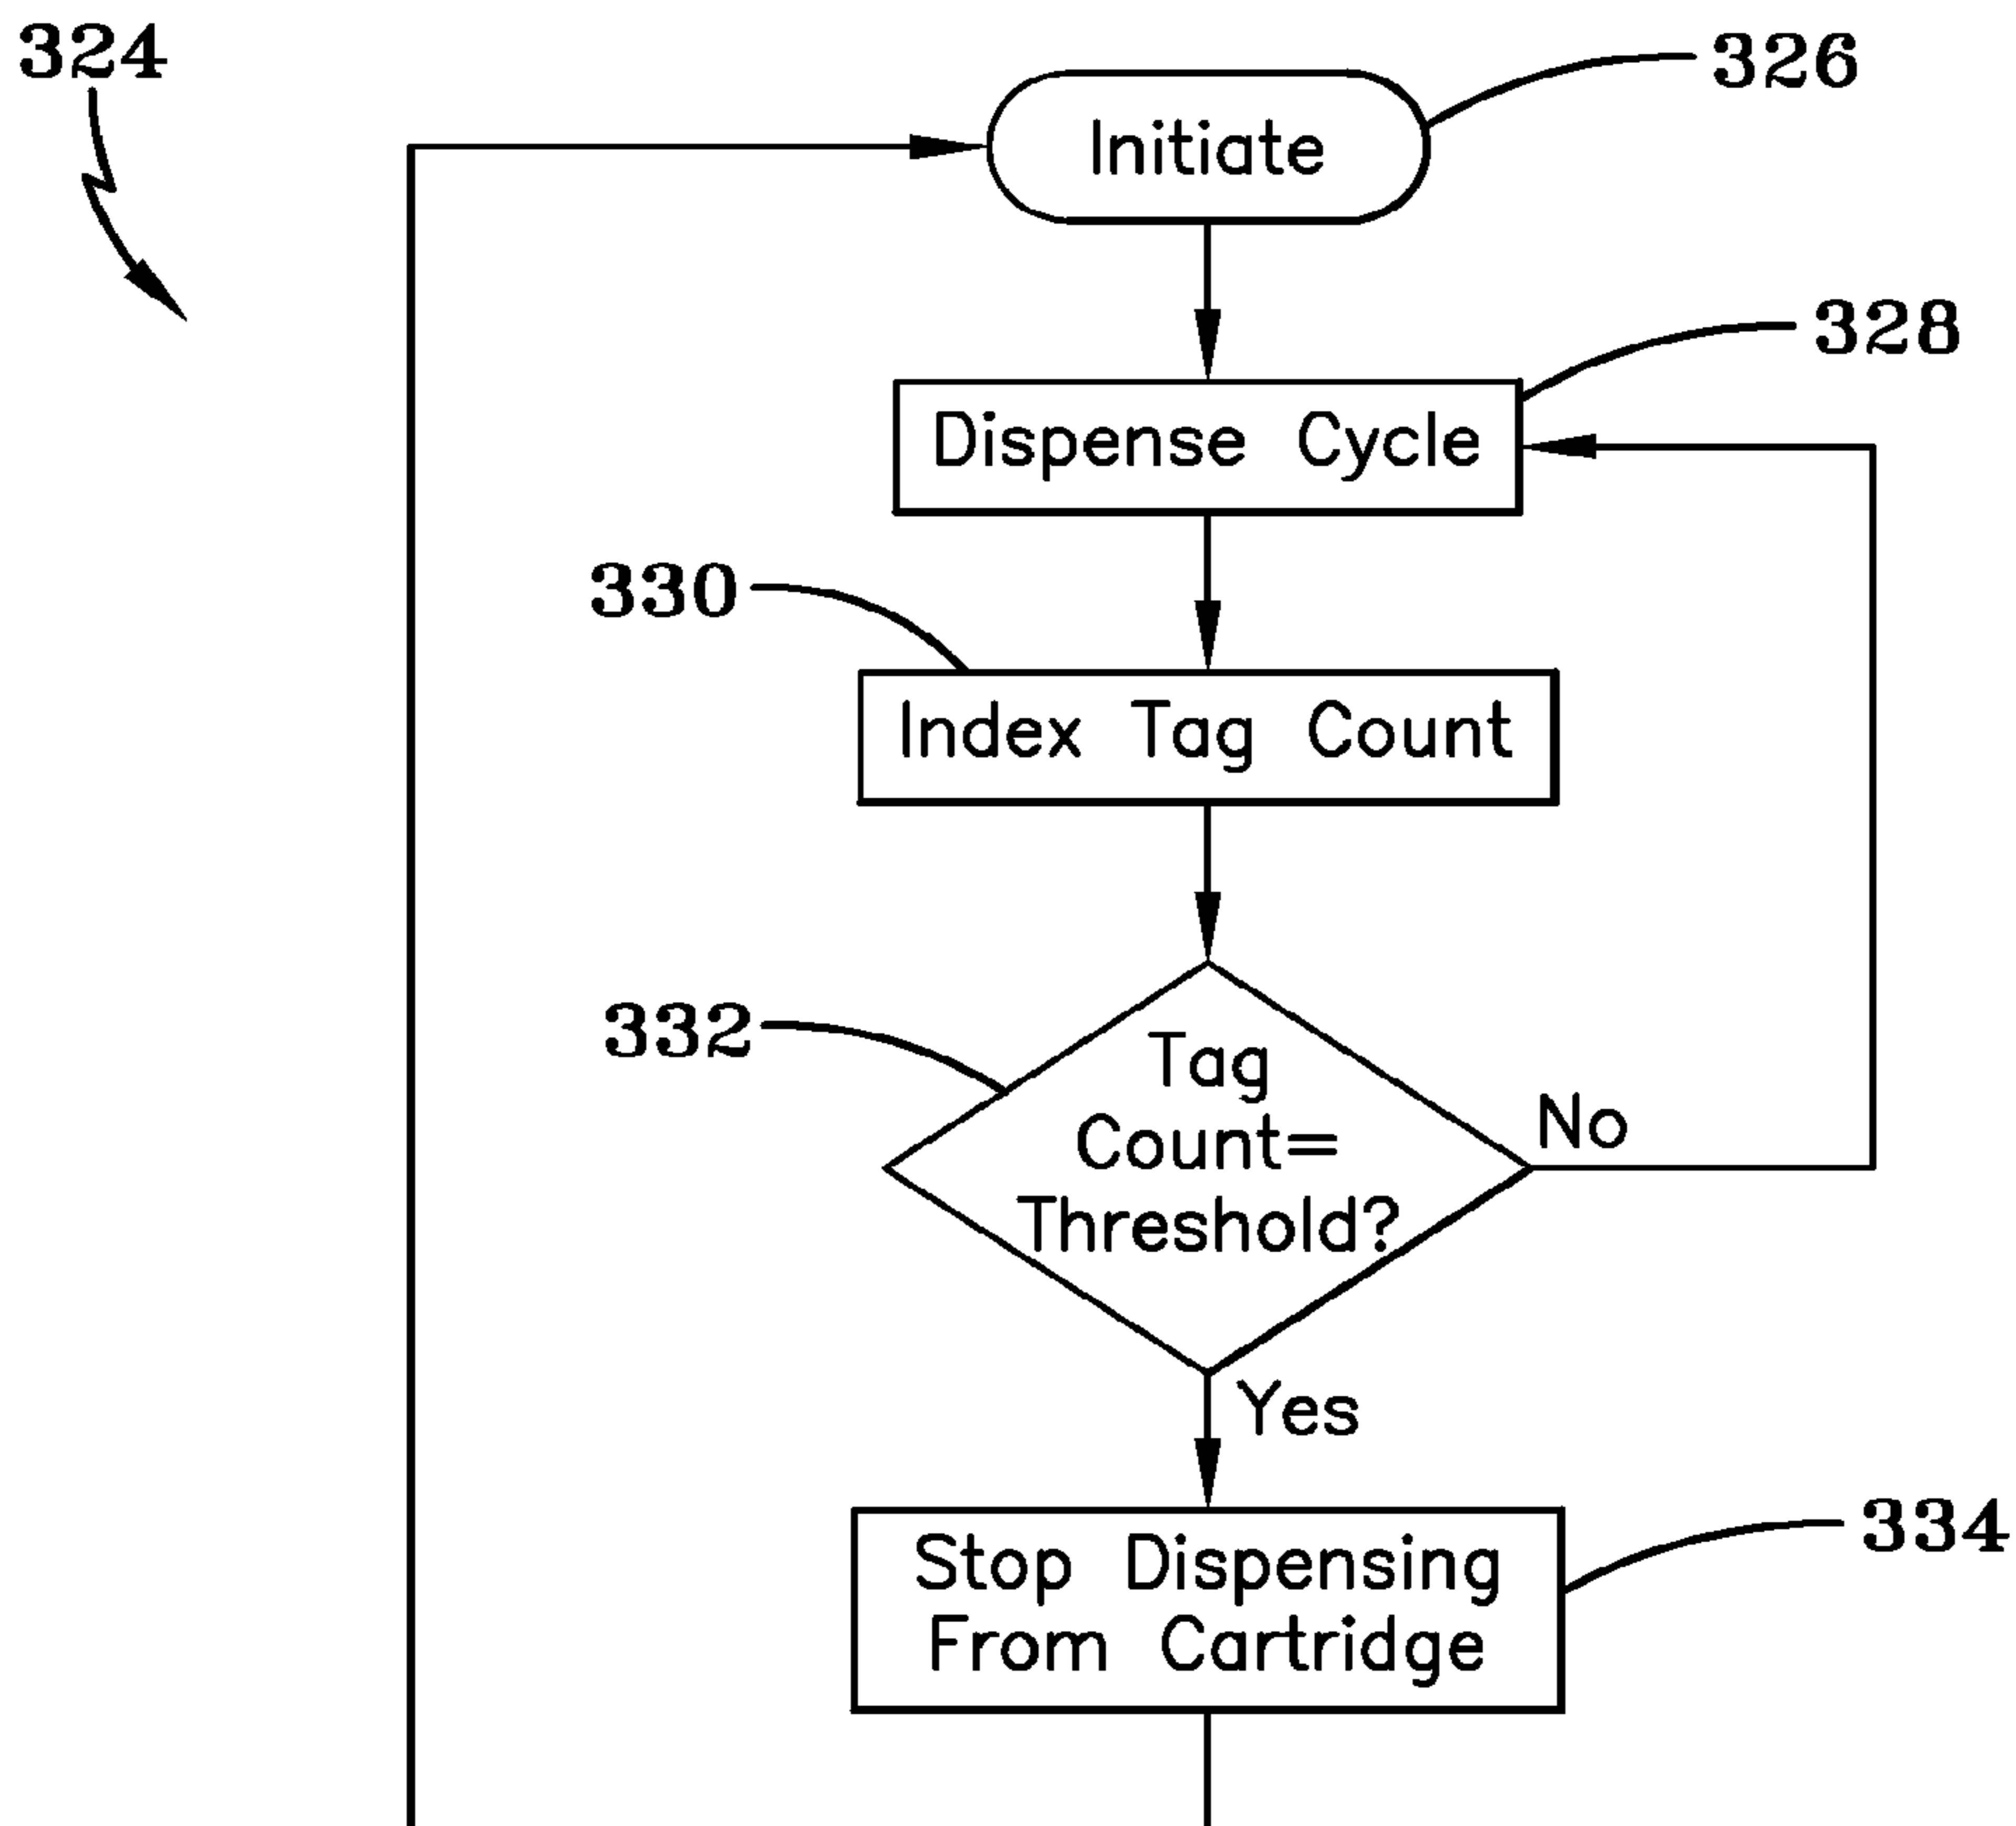 324
326
Initiate
328
Dispense Cycle
330
Index Tag Count
332
Tag
Count=
Threshold?
No
Yes
334
Stop Dispensing
From Cartridge